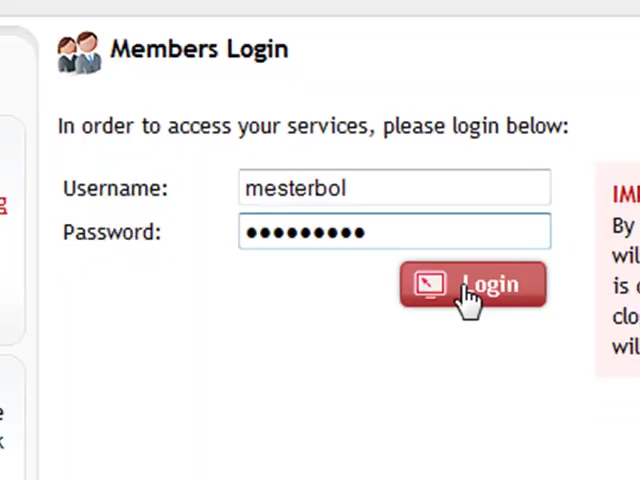 Members Login
In order to access your services, please login below:
Username: mesterbol
Password: •••••••••
Login
By
is